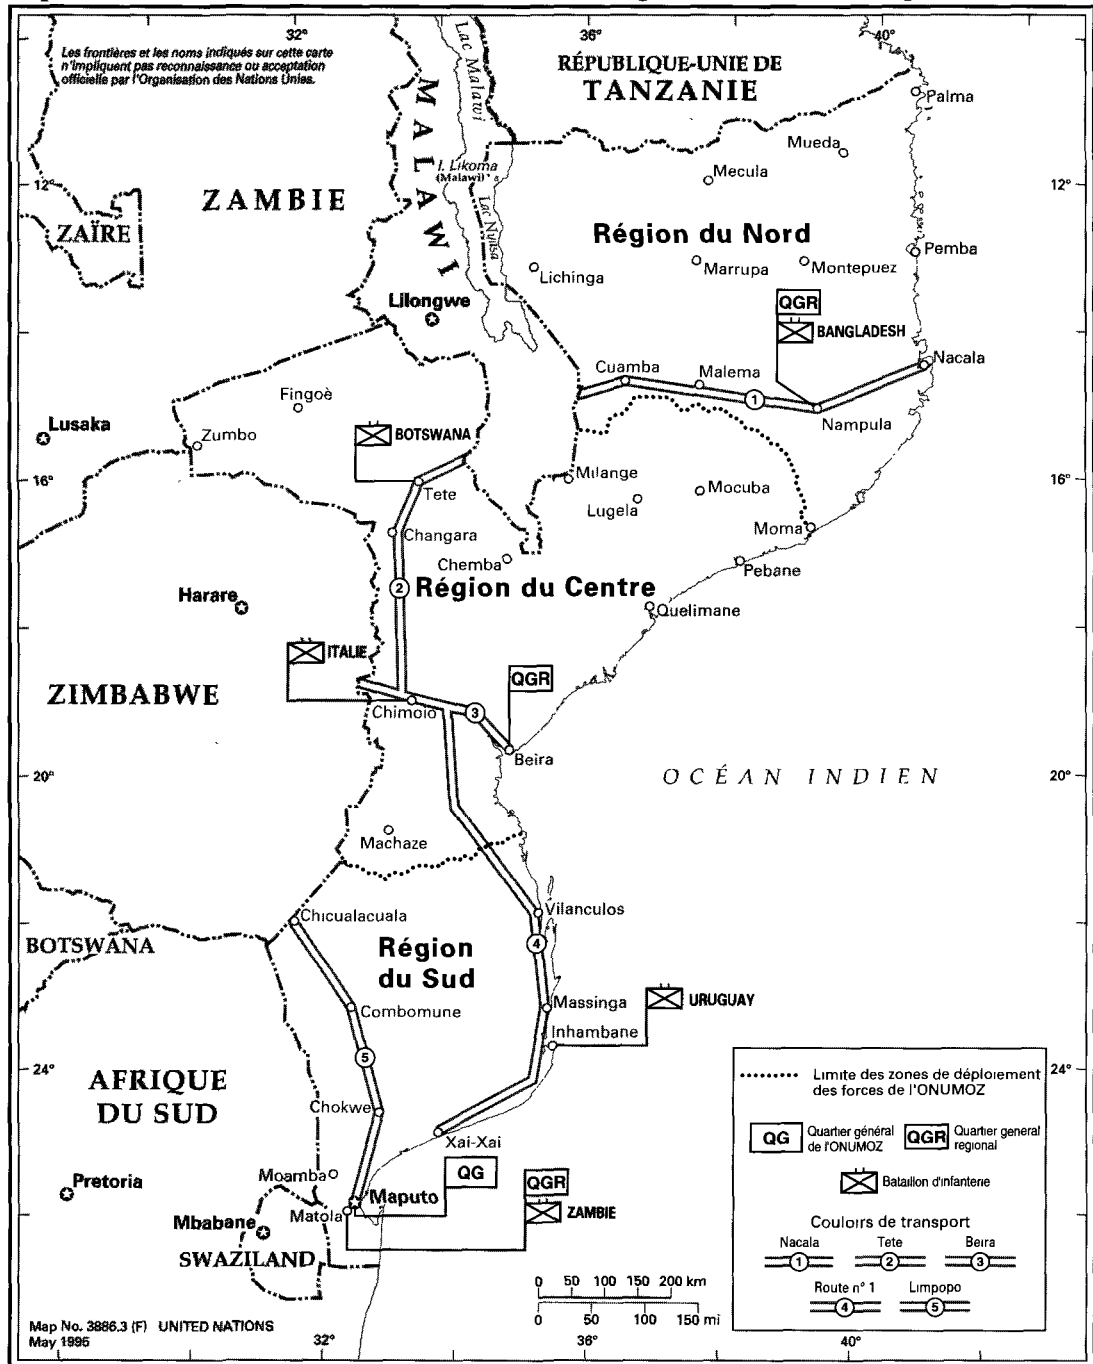 36° 40°
Les frontières et les noms indiqués sur cette carte
n'impliquent pas reconnaissance ou acceptation
officielle par l'Organisation des Nations Unies.
32°
Lac Malawi
RÉPUBLIQUE-UNIE DE
TANZANIE
MALAWI
Palma
Mueda
I. Likoma
(Malawi)
Mecula
12° 12°
ZAMBIE
Lac Nyasa
ZAÏRE
Région du Nord
Pemba
Lichinga
Marrupa
Montepuez
Lilongwe
QGR
BANGLADESH
Nacala
Cuamba
Malema
1
Fingoè
Nampula
Lusaka
Zumbo
BOTSWANA
16° 16°
Tete
Milange
Mocuba
Lugela
Changara
Moma
Chemba
Pebane
2
Région du Centre
Harare
Quelimane
ITALIE
QGR
ZIMBABWE
Chimoio
3
Beira
20° 20°
OCÉAN INDIEN
Machaze
Vilanculos
Chicualacuala
BOTSWANA
Région
du Sud
4
Massinga
URUGUAY
Combomune
Inhambane
5
24° 24°
AFRIQUE
DU SUD
Chokwe
Xai-Xai
Moamba
QG
Pretoria
Maputo
QGR
Matola
ZAMBIE
Mbabane
SWAZILAND
Limite des zones de déploiement
des forces de l'ONUMOZ
QG Quartier général
de l'ONUMOZ
QGR Quartier general
regional
Bataillon d'infanterie
Couloirs de transport
Nacala Tete Beira
1 2 3
Route n° 1 Limpopo
4 5
0 50 100 150 200 km
0 50 100 150 mi
Map No. 3886.3 (F) UNITED NATIONS
May 1995
32° 36° 40°